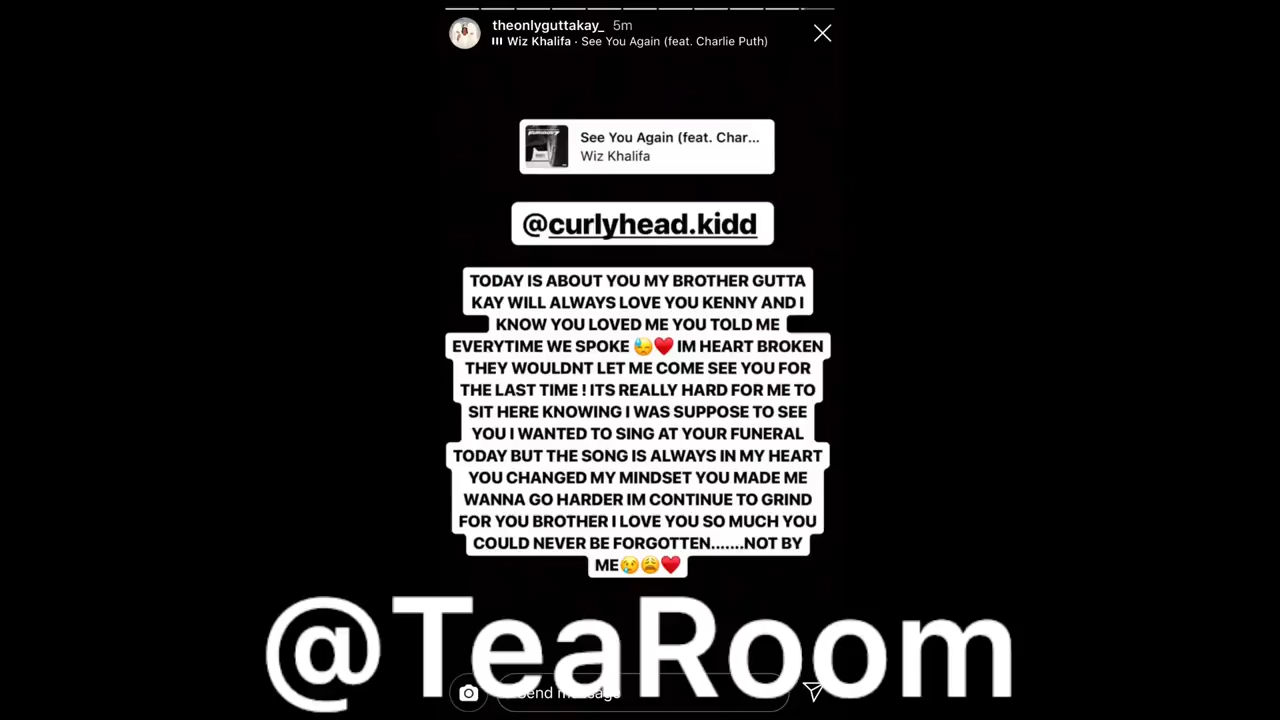 theonlyguttakay_ 5m
Wiz Khalifa · See You Again (feat. Charlie Puth)
See You Again (feat. Char...
Wiz Khalifa
@curlyhead.kidd
TODAY IS ABOUT YOU MY BROTHER GUTTA
KAY WILL ALWAYS LOVE YOU KENNY AND I
KNOW YOU LOVED ME YOU TOLD ME
EVERYTIME WE SPOKE 😓♥️ IM HEART BROKEN
THEY WOULDNT LET ME COME SEE YOU FOR
THE LAST TIME ! ITS REALLY HARD FOR ME TO
SIT HERE KNOWING I WAS SUPPOSE TO SEE
YOU I WANTED TO SING AT YOUR FUNERAL
TODAY BUT THE SONG IS ALWAYS IN MY HEART
YOU CHANGED MY MINDSET YOU MADE ME
WANNA GO HARDER IM CONTINUE TO GRIND
FOR YOU BROTHER I LOVE YOU SO MUCH YOU
COULD NEVER BE FORGOTTEN.......NOT BY
ME😢😩♥️
@TeaRoom
Send message